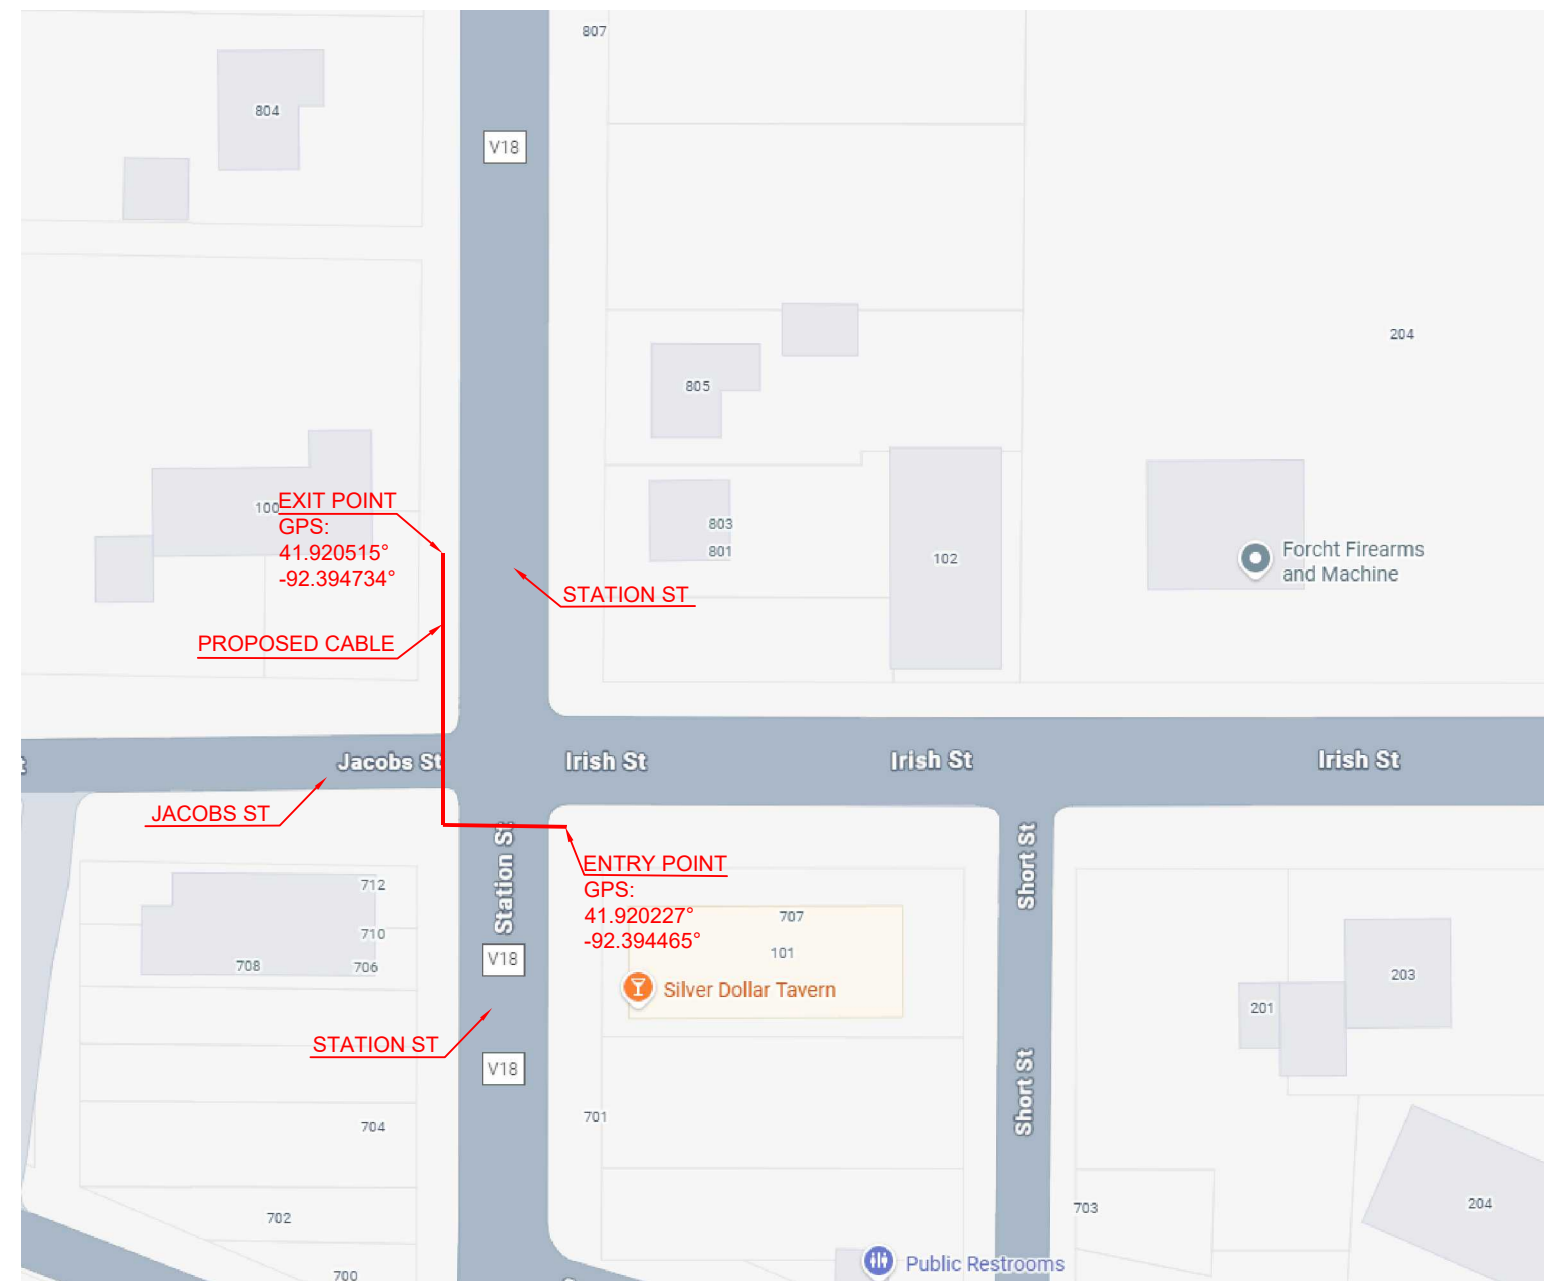 807
804
V18
204
805
100
EXIT POINT
GPS:
41.920515°
-92.394734°
803
801
102
Forcht Firearms
and Machine
STATION ST
PROPOSED CABLE
Jacobs St
Irish St
Irish St
Irish St
JACOBS ST
Station St
Short St
ENTRY POINT
GPS:
41.920227°
-92.394465°
712
710
708
706
707
101
Silver Dollar Tavern
V18
203
201
STATION ST
V18
Short St
701
704
702
703
204
Public Restrooms
700